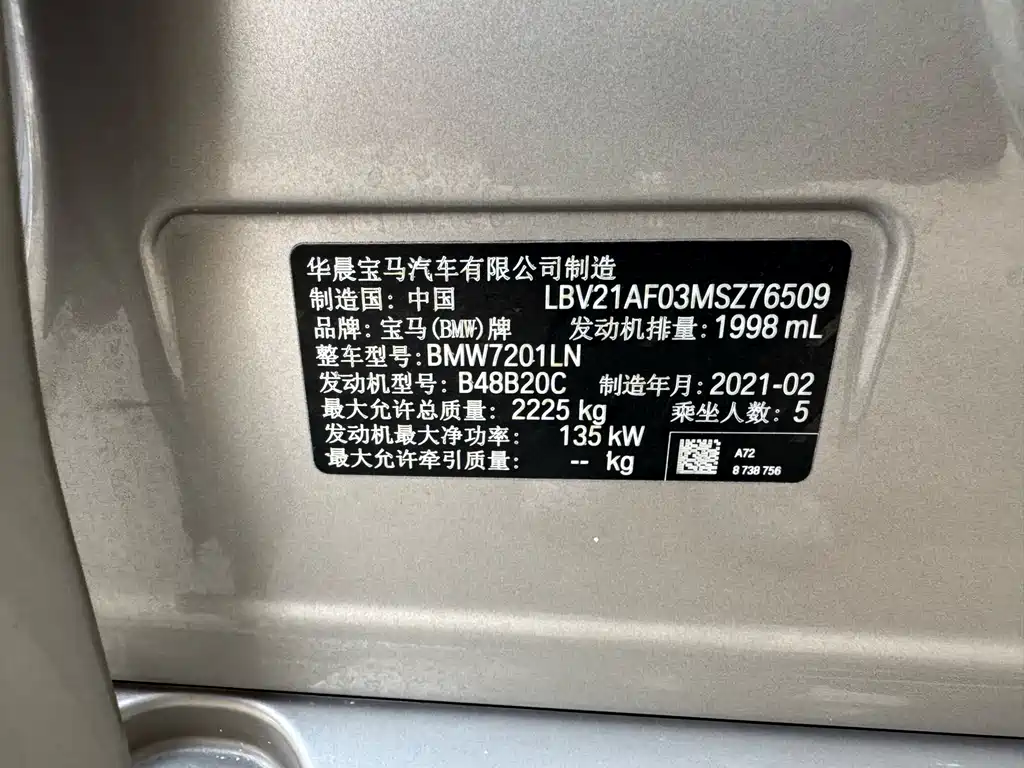 华晨宝马汽车有限公司制造
制造国：中国 LBV21AF03MSZ76509
品牌：宝马(BMW)牌 发动机排量：1998 mL
整车型号：BMW7201LN
发动机型号：B48B20C 制造年月：2021-02
最大允许总质量：2225 kg 乘坐人数：5
发动机最大净功率：135 kW
最大允许牵引质量：-- kg
A72
8 738 756